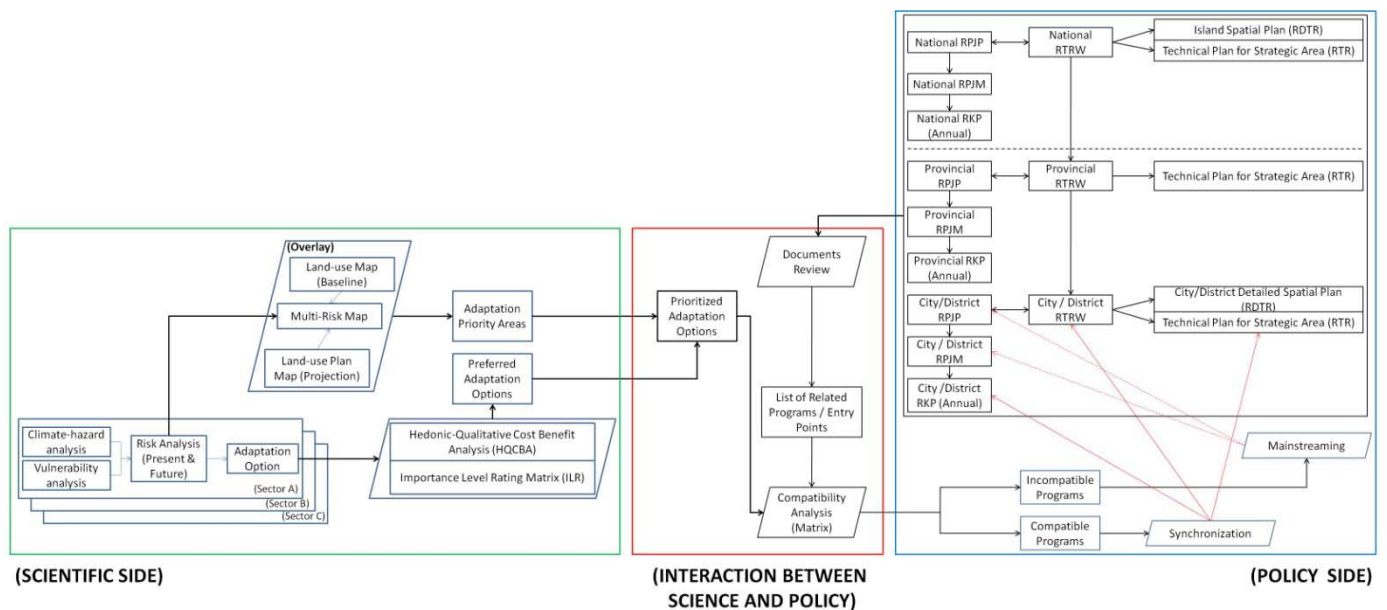 (Overlay)
Land-use Map
(Baseline)
Multi-Risk Map
Land-use Plan
Map (Projection)
Adaptation
Priority Areas
Preferred
Adaptation
Options
Climate-hazard
analysis
Vulnerability
analysis
Risk Analysis
(Present &
Future)
Adaptation
Option
(Sector A)
(Sector B)
(Sector C)
Hedonic-Qualitative Cost Benefit
Analysis (HQCBA)
Importance Level Rating Matrix (ILR)
(SCIENTIFIC SIDE)
Documents
Review
Prioritized
Adaptation
Options
List of Related
Programs / Entry
Points
Compatibility
Analysis
(Matrix)
(INTERACTION BETWEEN
SCIENCE AND POLICY)
National RPJP
National
RTRW
Island Spatial Plan (RDTR)
Technical Plan for Strategic Area (RTR)
National RPJM
National RKP
(Annual)
Provincial
RPJP
Provincial
RTRW
Technical Plan for Strategic Area (RTR)
Provincial
RPJM
Provincial RKP
(Annual)
City/District
RPJP
City / District
RTRW
City/District Detailed Spatial Plan
(RDTR)
Technical Plan for Strategic Area (RTR)
City / District
RPJM
City /District
RKP (Annual)
Mainstreaming
Incompatible
Programs
Compatible
Programs
Synchronization
(POLICY SIDE)